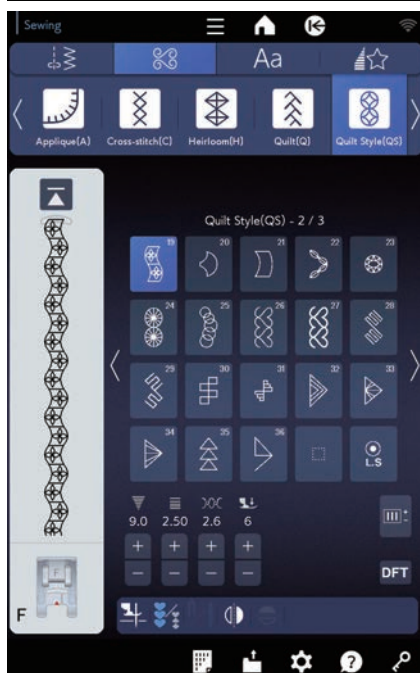 Sewing
Aa
Applique(A) Cross-stitch(C) Heirloom(H) Quilt(Q) Quilt Style(QS)
Quilt Style(QS) - 2 / 3
19 20 21 22 23
24 25 26 27 28
29 30 31 32 33
34 35 36
L.S
9.0 2.50 2.6 6
+ + + +
− − − −
DFT
F
F
?